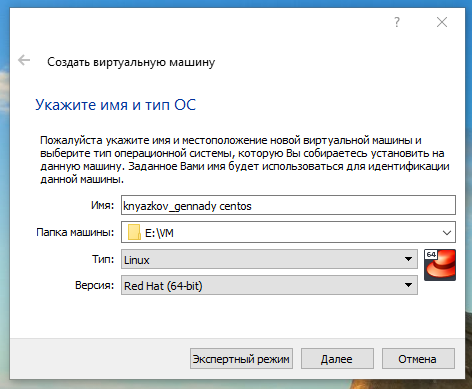 ?
Создать виртуальную машину
Укажите имя и тип ОС
Пожалуйста укажите имя и местоположение новой виртуальной машины и
выберите тип операционной системы, которую Вы собираетесь установить на
данную машину. Заданное Вами имя будет использоваться для идентификации
данной машины.
Имя: knyazkov_gennady centos
Папка машины: E:\VM
Тип: Linux
64
Версия: Red Hat (64-bit)
Экспертный режим Далее Отмена